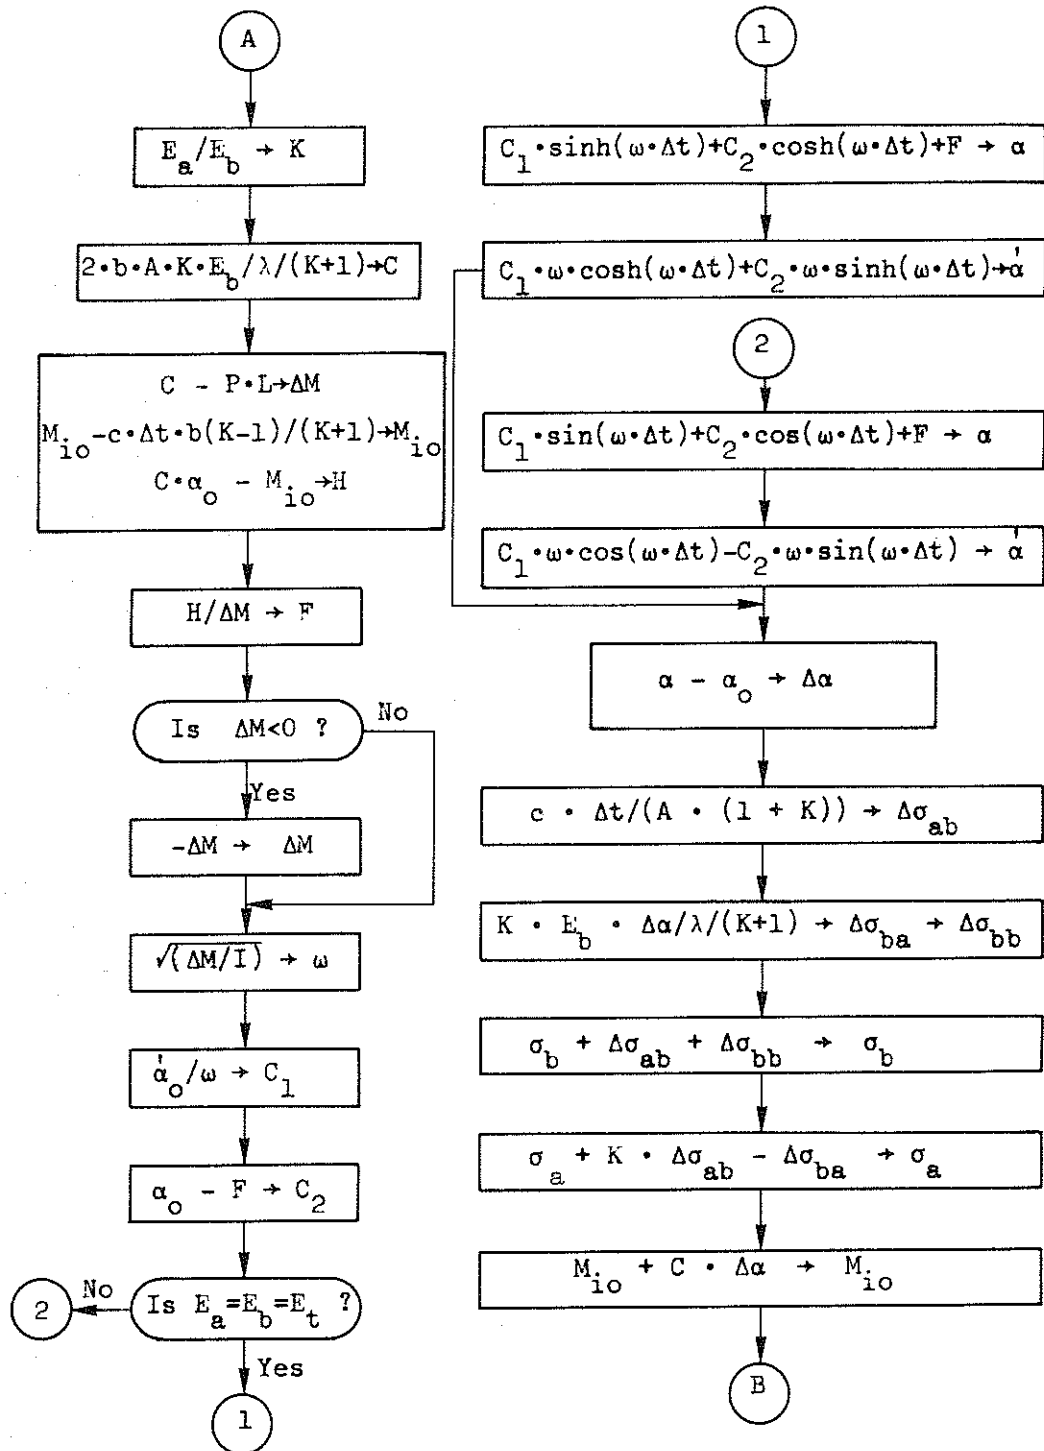 A
E_a/E_b → K
2·b·A·K·E_b/λ/(K+1)→C
C - P·L→ΔM
M_io-c·Δt·b(K-1)/(K+1)→M_io
C·α_o - M_io→H
H/ΔM → F
Is ΔM<0 ?
No
Yes
-ΔM → ΔM
√(ΔM/I) → ω
α̇_o/ω → C_1
α_o - F → C_2
Is E_a=E_b=E_t ?
No
2
Yes
1
1
C_1·sinh(ω·Δt)+C_2·cosh(ω·Δt)+F → α
C_1·ω·cosh(ω·Δt)+C_2·ω·sinh(ω·Δt)→α̇
2
C_1·sin(ω·Δt)+C_2·cos(ω·Δt)+F → α
C_1·ω·cos(ω·Δt)-C_2·ω·sin(ω·Δt) → α̇
α - α_o → Δα
c · Δt/(A · (1 + K)) → Δσ_ab
K · E_b · Δα/λ/(K+1) → Δσ_ba → Δσ_bb
σ_b + Δσ_ab + Δσ_bb → σ_b
σ_a + K · Δσ_ab - Δσ_ba → σ_a
M_io + C · Δα → M_io
B